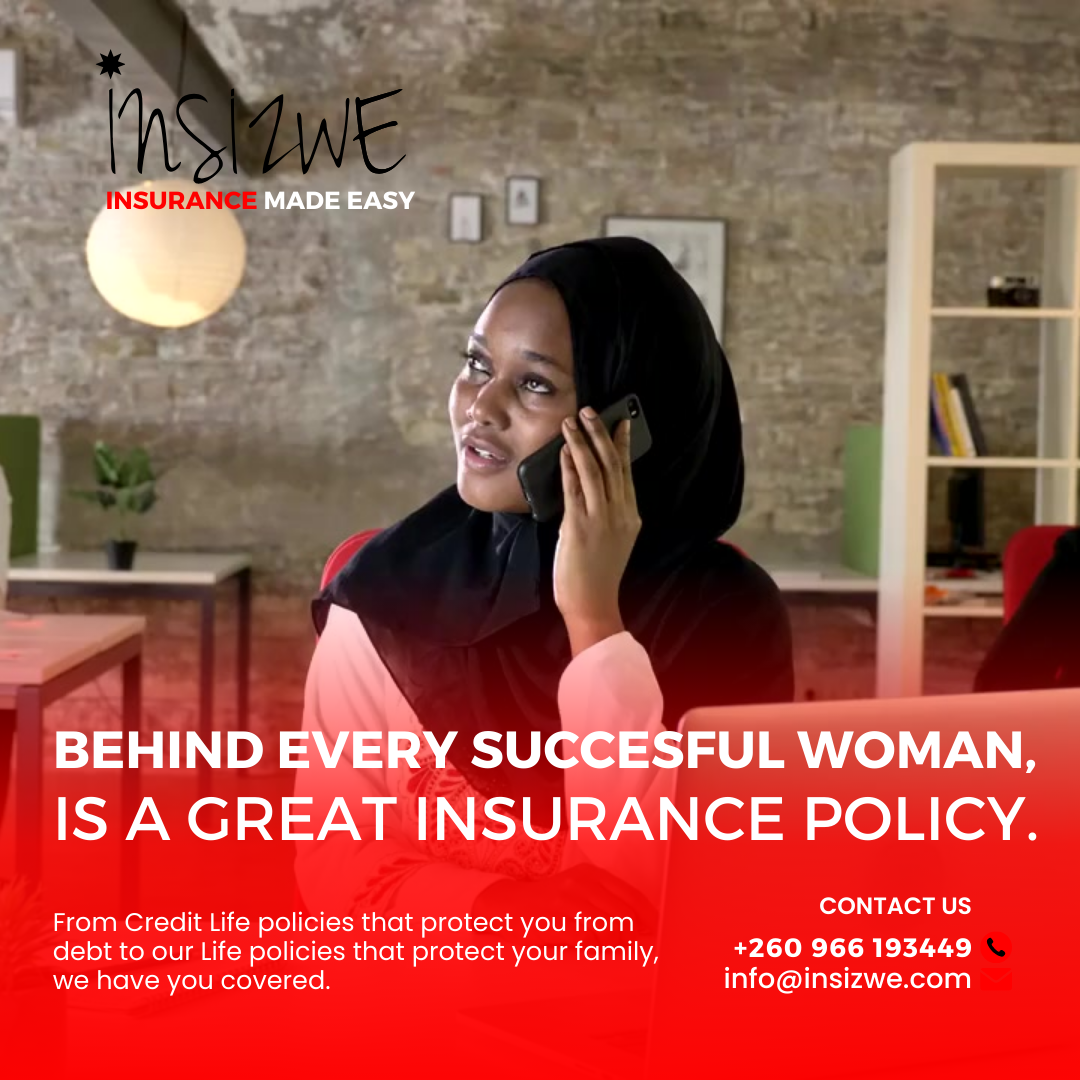 iNSiZWE
INSURANCE MADE EASY
BEHIND EVERY SUCCESFUL WOMAN,
IS A GREAT INSURANCE POLICY.
From Credit Life policies that protect you from
debt to our Life policies that protect your family,
we have you covered.
CONTACT US
+260 966 193449
info@insizwe.com